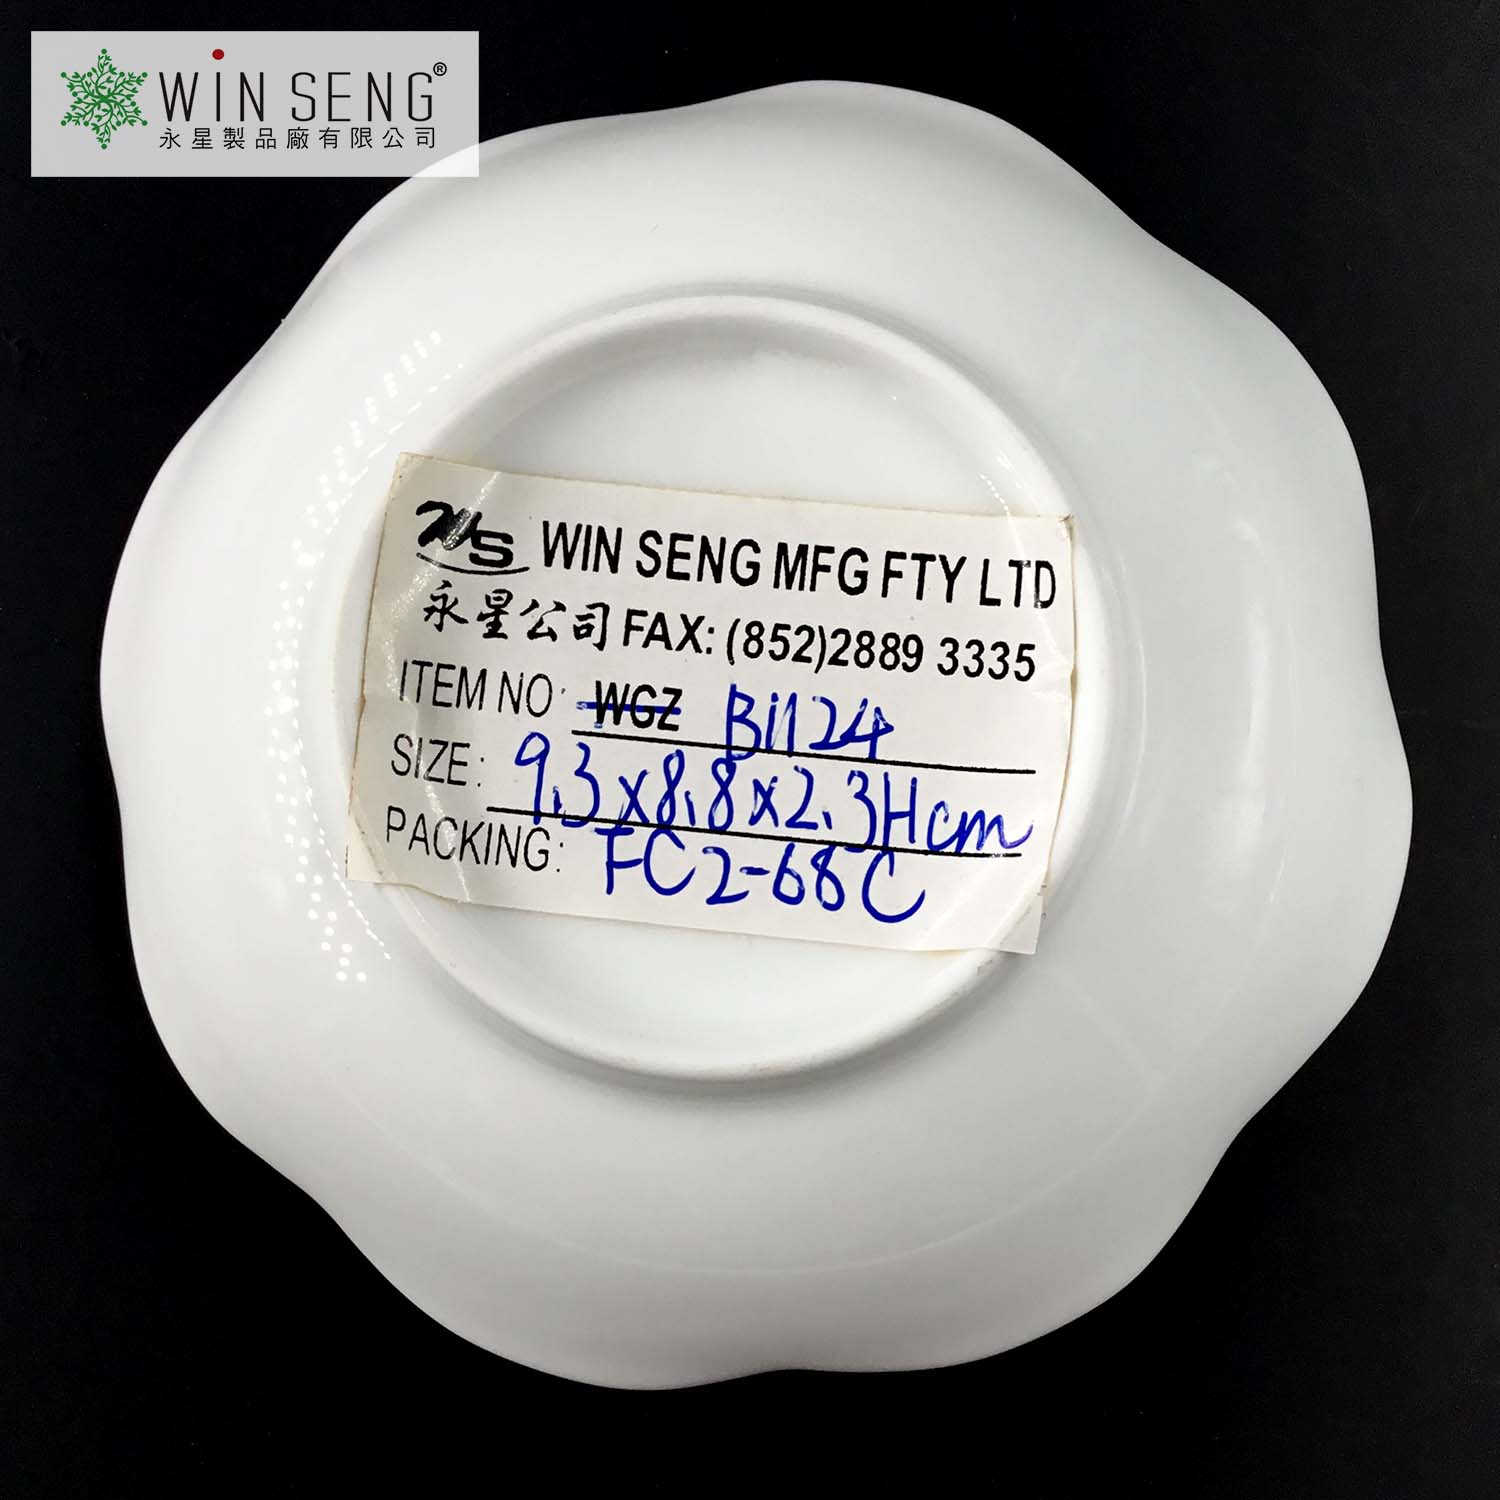 WIN SENG®
永星製品廠有限公司
WS WIN SENG MFG FTY LTD
永星公司 FAX: (852)2889 3335
ITEM NO: WGZ Bi124
SIZE: 9.3x8.8x2.3Hcm
PACKING: FC2-68C